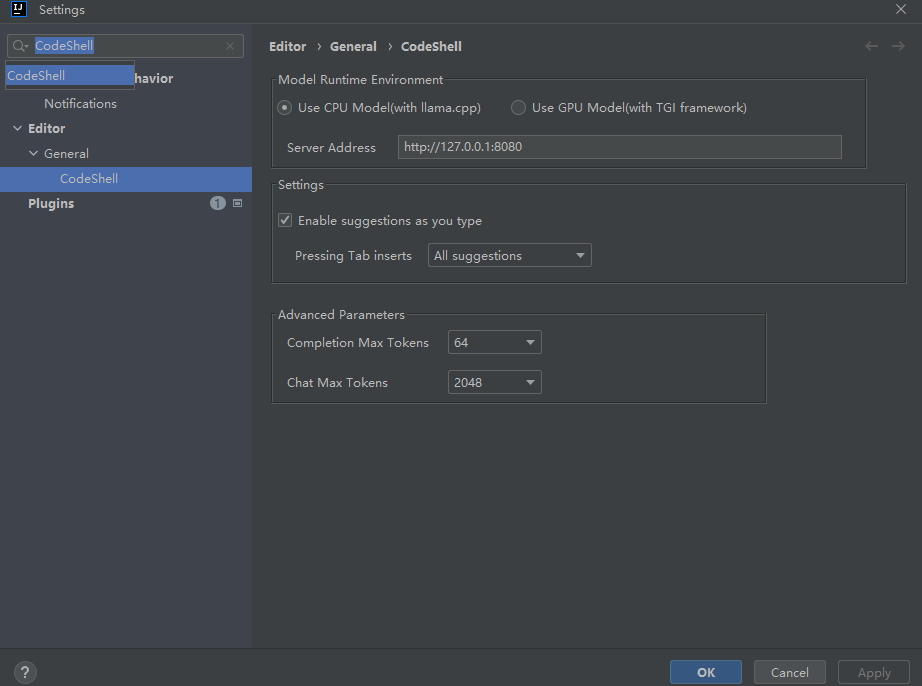 IJ
Settings
CodeShell
CodeShell
havior
Notifications
Editor
General
CodeShell
Plugins 1
Editor › General › CodeShell
Model Runtime Environment
Use CPU Model(with llama.cpp) Use GPU Model(with TGI framework)
Server Address http://127.0.0.1:8080
Settings
Enable suggestions as you type
Pressing Tab inserts All suggestions
Advanced Parameters
Completion Max Tokens 64
Chat Max Tokens 2048
? OK Cancel Apply